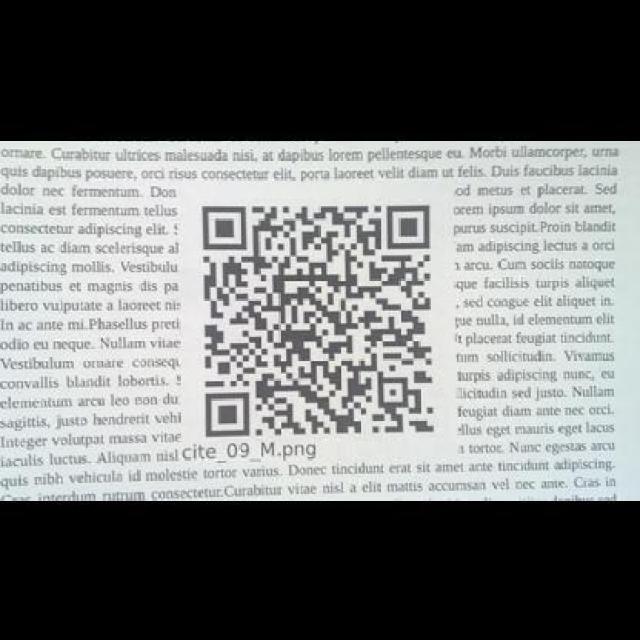 ornare. Curabitur ultrices malesuada nisi, at dapibus lorem pellentesque eu. Morbi ullamcorper, urna
quis dapibus posuere, orci risus consectetur elit, porta laoreet velit diam ut felis. Duis faucibus lacinia
dolor nec fermentum. Don od metus et placerat. Sed
lacinia est fermentum tellus orem ipsum dolor sit amet,
consectetur adipiscing elit. purus suscipit.Proin blandit
tellus ac diam scelerisque al am adipiscing lectus a orci
adipiscing mollis. Vestibulu arcu. Cum sociis natoque
penatibus et magnis dis pa que facilisis turpis aliquet
libero vulputate a laoreet , sed congue elit aliquet in.
In ac ante mi.Phasellus preti ue nulla, id elementum elit
odio eu neque. Nullam vitae t placerat feugiat tincidunt.
Vestibulum ornare consequ tum sollicitudin. Vivamus
convallis blandit lobortis. turpis adipiscing nunc, eu
elementum arcu leo non du licitudin sed justo. Nullam
sagittis, justo hendrerit vehi feugiat diam ante nec orci.
Integer volutpat massa vitae llus eget mauris eget lacus
iaculis luctus. Aliquam nisl cite_09_M.png tortor. Nunc egestas arcu
quis nibh vehicula id molestie tortor varius. Donec tincidunt erat sit amet ante tincidunt adipiscing.
Cras interdum rutrum consectetur.Curabitur vitae nisl a elit mattis accumsan vel nec ante. Cras in